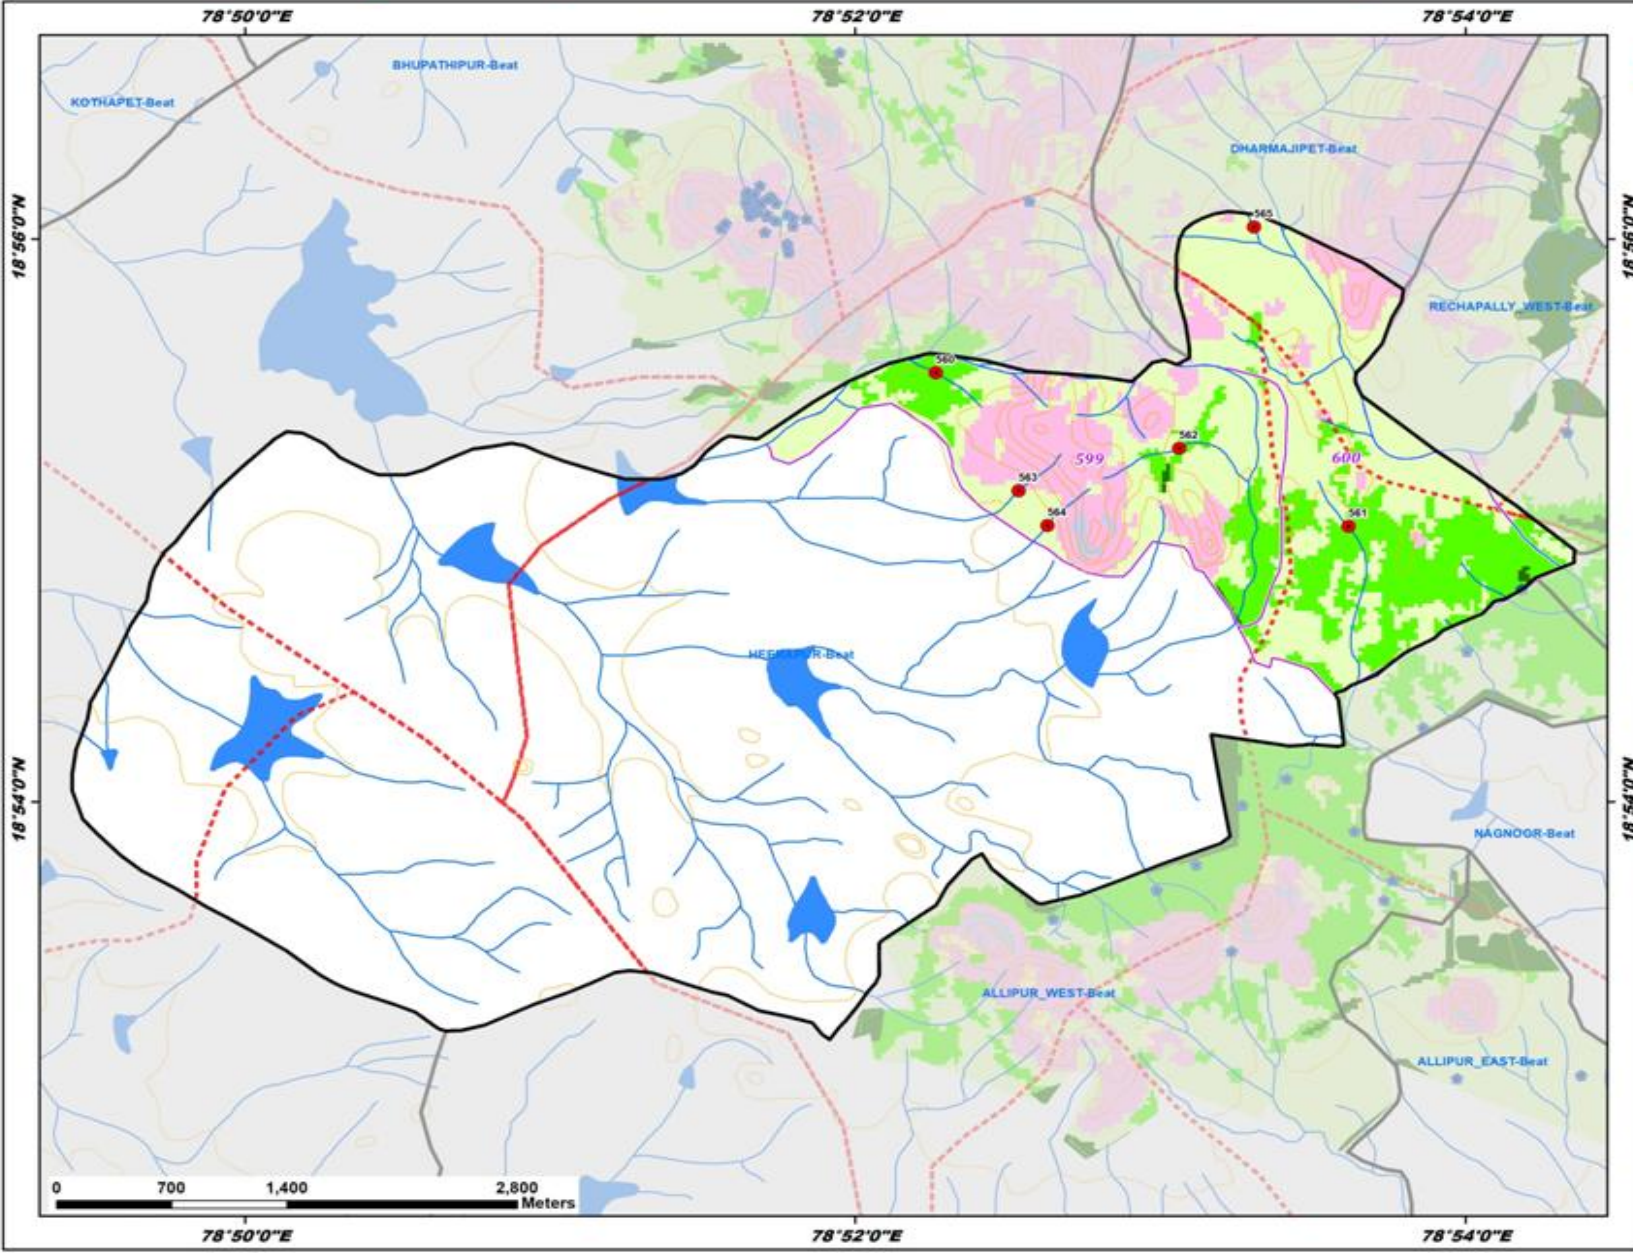 78°50'0"E 78°52'0"E 78°54'0"E
BHUPATHIPUR-Beat
KOTHAPET-Beat
DHARMAJIPET-Beat
565
18°56'0"N 18°56'0"N
RECHAPALLY_WEST-Beat
560
562
599 600
563
564 561
HEERAPUR-Beat
18°54'0"N 18°54'0"N
NAGNOGR-Beat
ALLIPUR_WEST-Beat
ALLIPUR_EAST-Beat
0 700 1,400 2,800
Meters
78°50'0"E 78°52'0"E 78°54'0"E